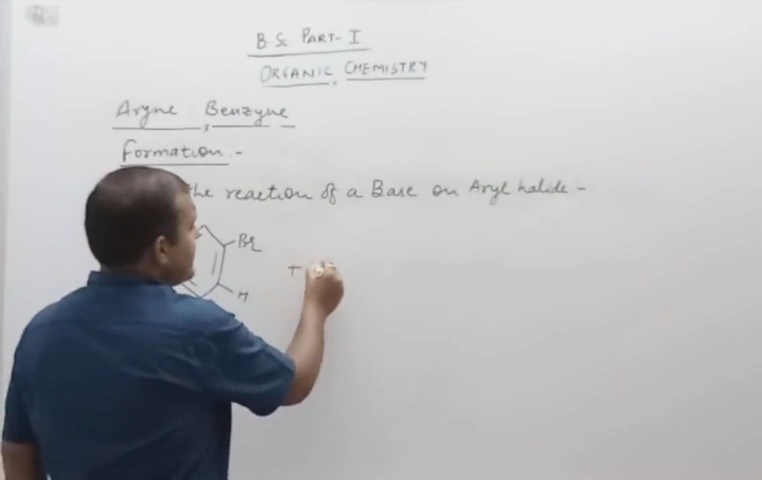 B.Sc PART-I
ORGANIC CHEMISTRY
Aryne : Benzyne
Formation :-
the reaction of a Base on Aryl halide -
Br
+
H